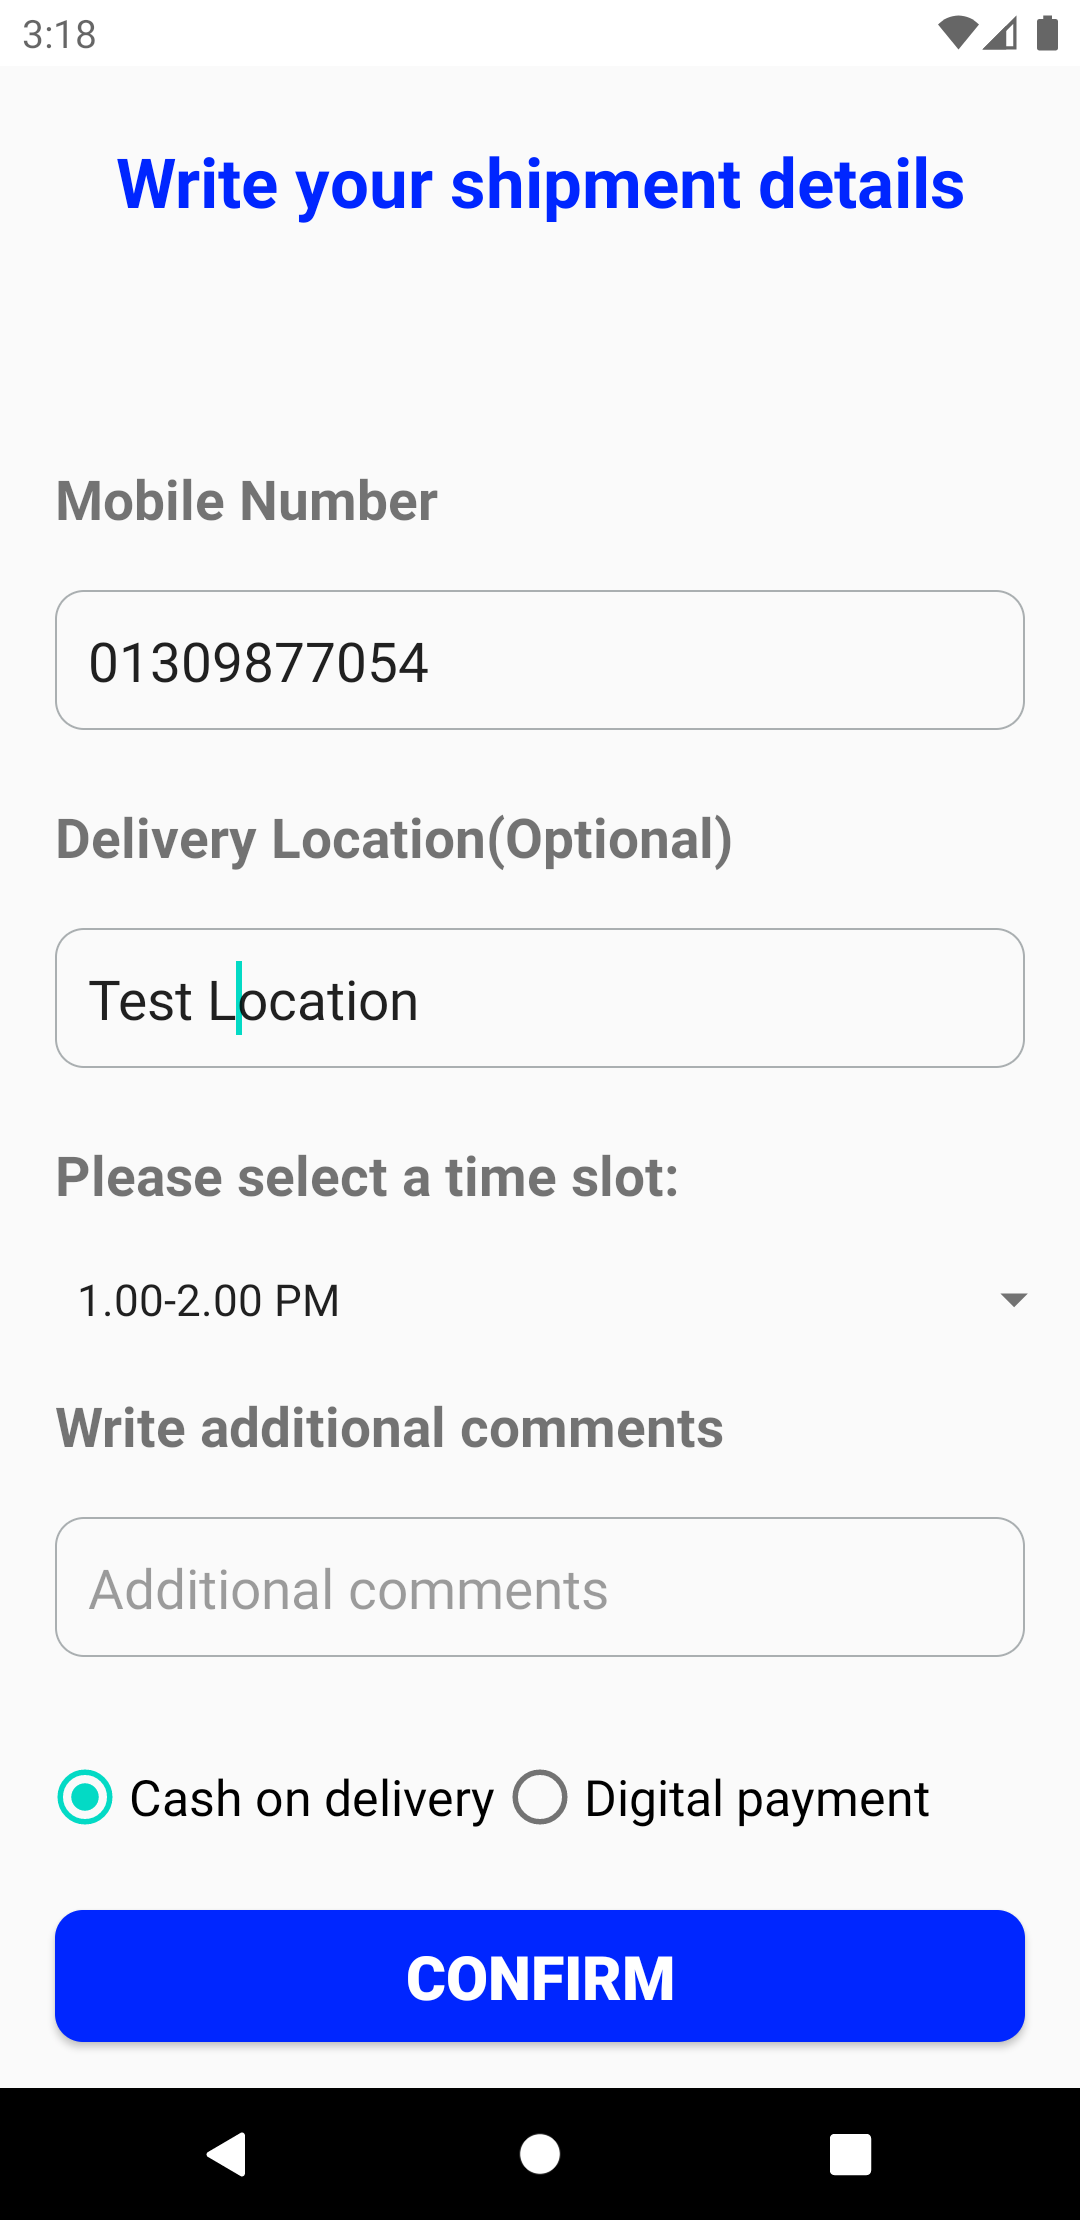 3:18
Write your shipment details
Mobile Number
01309877054
Delivery Location(Optional)
Test Location
Please select a time slot:
1.00-2.00 PM
Write additional comments
Additional comments
Cash on delivery Digital payment
CONFIRM